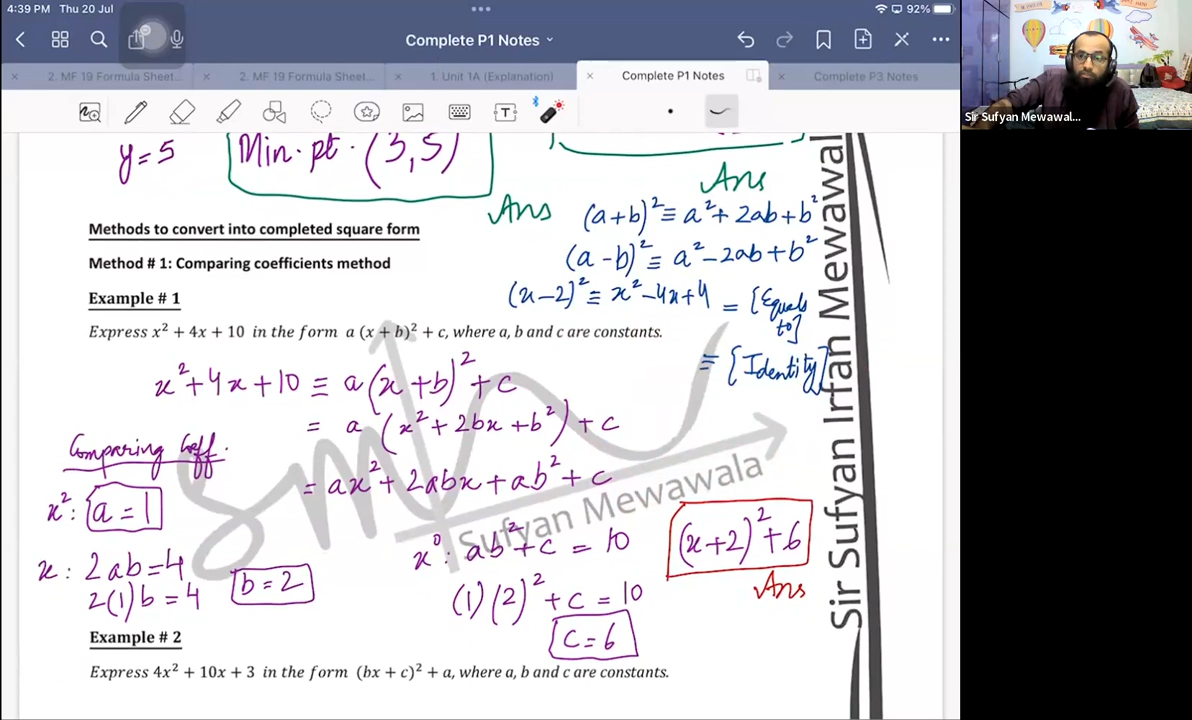 4:39 PM Thu 20 Jul
92%
Complete P1 Notes
2. MF 19 Formula Sheet...
2. MF 19 Formula Sheet...
1. Unit 1A (Explanation)
Complete P1 Notes
Complete P3 Notes
Sir Sufyan Mewawal...
y = 5
Min. pt. (3,5)
Ans
Ans
(a+b)² ≡ a² + 2ab + b²
(a-b)² ≡ a² - 2ab + b²
(x-2)² ≡ x² - 4x + 4
= [Equals to]
≡ [Identity]
Methods to convert into completed square form
Method # 1: Comparing coefficients method
Example # 1
Express x² + 4x + 10 in the form a (x + b)² + c, where a, b and c are constants.
x² + 4x + 10 ≡ a(x + b)² + c
= a (x² + 2bx + b²) + c
= ax² + 2abx + ab² + c
Comparing Coeff.
x²: a = 1
x: 2ab = 4
2(1)b = 4
b = 2
x⁰: ab² + c = 10
(1)(2)² + c = 10
c = 6
(x+2)² + 6
Ans
Example # 2
Express 4x² + 10x + 3 in the form (bx + c)² + a, where a, b and c are constants.
sm
Sufyan Mewawala
Sir Sufyan Irfan Mewawal